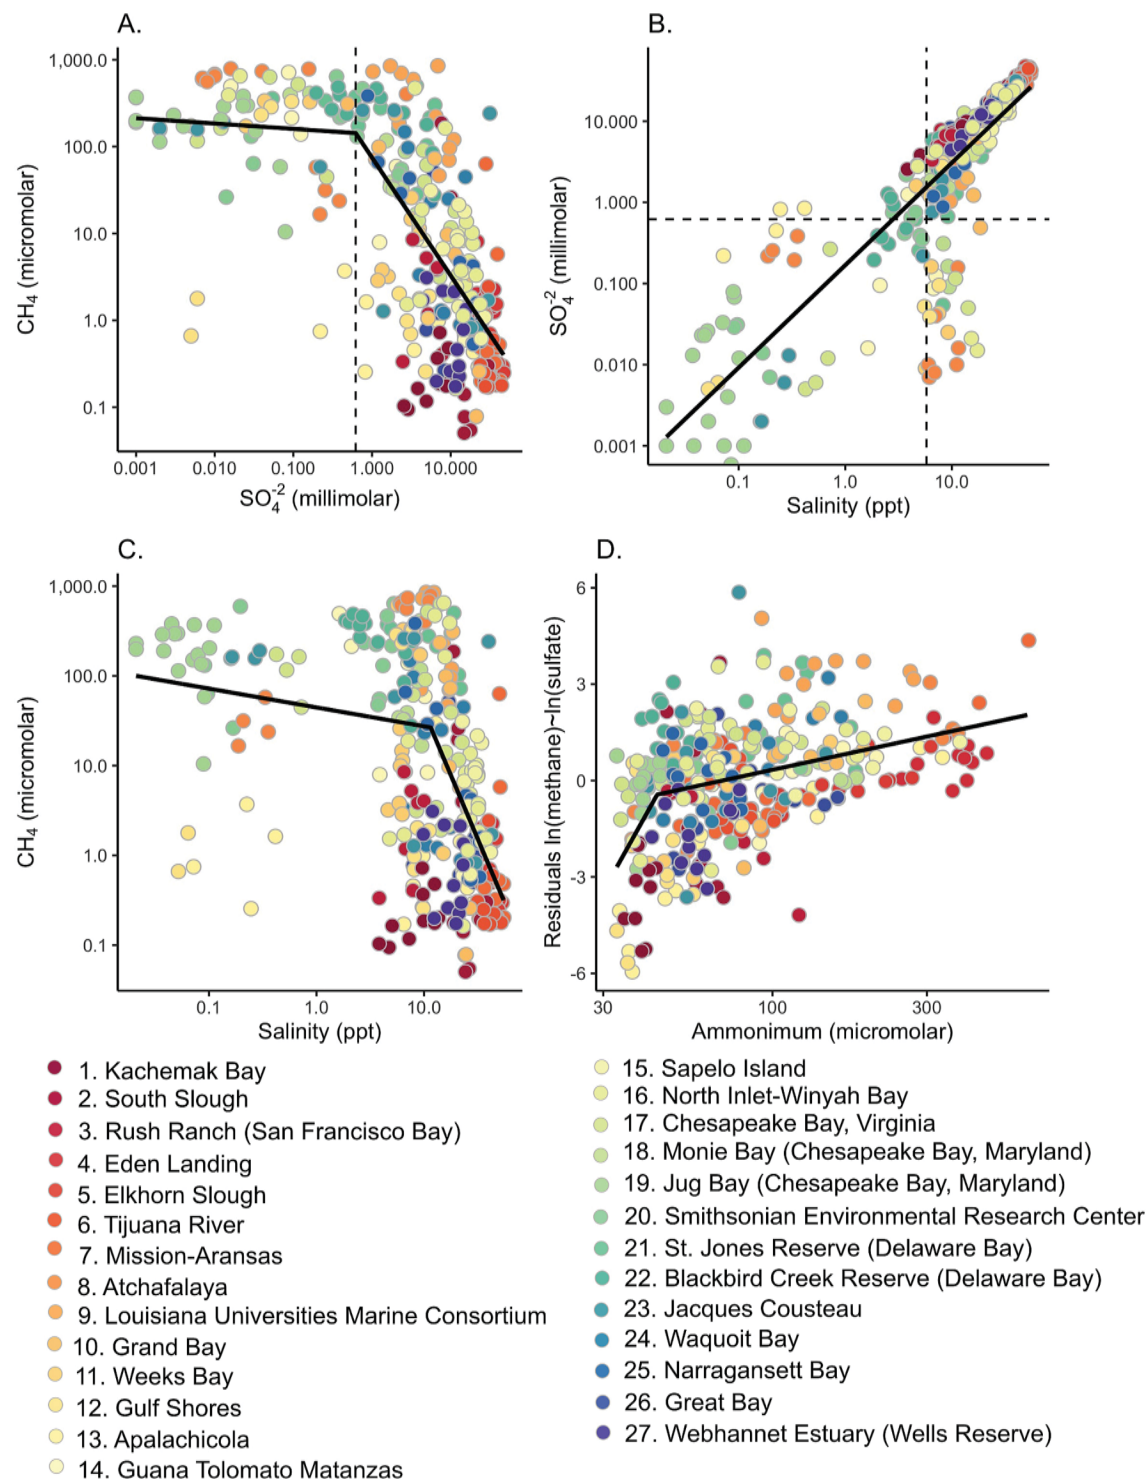 A.
1,000.0
100.0
10.0
1.0
0.1
CH4 (micromolar)
0.001 0.010 0.100 1.000 10.000
SO4-2 (millimolar)
B.
10.000
1.000
0.100
0.010
0.001
SO4-2 (millimolar)
0.1 1.0 10.0
Salinity (ppt)
C.
1,000.0
100.0
10.0
1.0
0.1
CH4 (micromolar)
0.1 1.0 10.0
Salinity (ppt)
D.
6
3
0
-3
-6
Residuals ln(methane)~ln(sulfate)
30 100 300
Ammonimum (micromolar)
1. Kachemak Bay
2. South Slough
3. Rush Ranch (San Francisco Bay)
4. Eden Landing
5. Elkhorn Slough
6. Tijuana River
7. Mission-Aransas
8. Atchafalaya
9. Louisiana Universities Marine Consortium
10. Grand Bay
11. Weeks Bay
12. Gulf Shores
13. Apalachicola
14. Guana Tolomato Matanzas
15. Sapelo Island
16. North Inlet-Winyah Bay
17. Chesapeake Bay, Virginia
18. Monie Bay (Chesapeake Bay, Maryland)
19. Jug Bay (Chesapeake Bay, Maryland)
20. Smithsonian Environmental Research Center
21. St. Jones Reserve (Delaware Bay)
22. Blackbird Creek Reserve (Delaware Bay)
23. Jacques Cousteau
24. Waquoit Bay
25. Narragansett Bay
26. Great Bay
27. Webhannet Estuary (Wells Reserve)